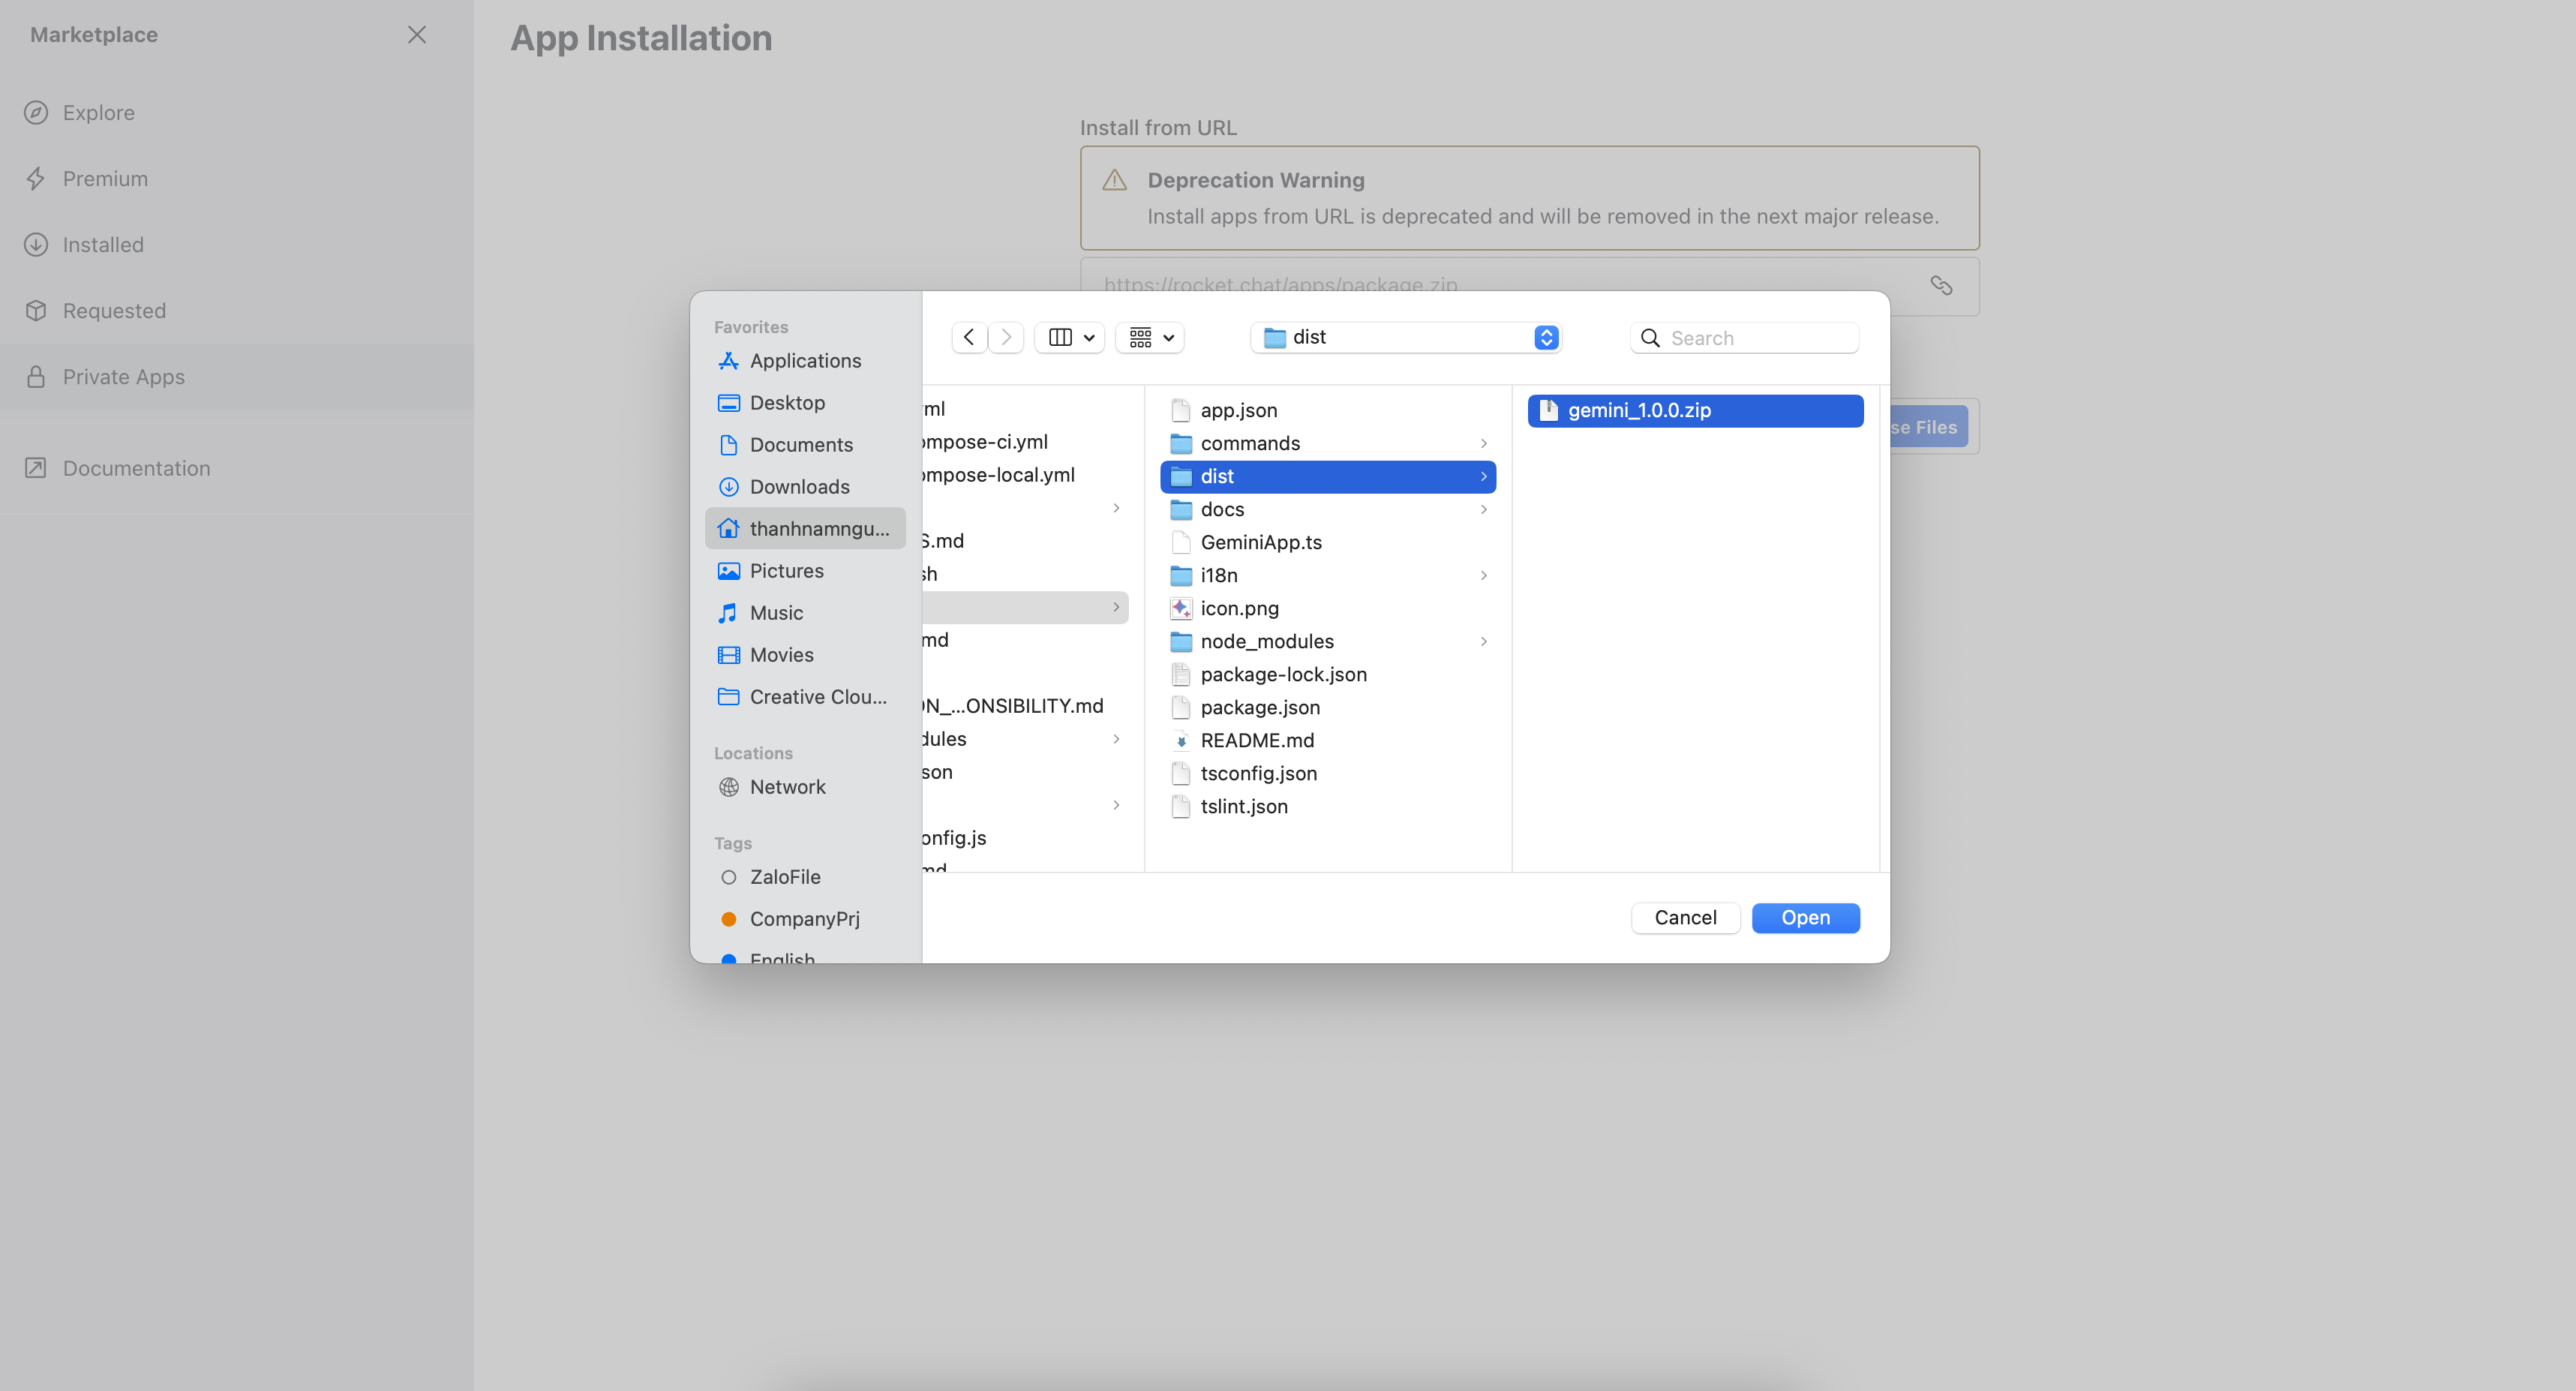 Marketplace
Explore
Premium
Installed
Requested
Private Apps
Documentation
App Installation
Install from URL
Deprecation Warning
Install apps from URL is deprecated and will be removed in the next major release.
https://rocket.chat/apps/package.zip
se Files
Favorites
Applications
Desktop
Documents
Downloads
thanhnamngu...
Pictures
Music
Movies
Creative Clou...
Locations
Network
Tags
ZaloFile
CompanyPrj
English
dist
Search
ml
ompose-ci.yml
ompose-local.yml
S.md
sh
md
ON_...ONSIBILITY.md
dules
son
onfig.js
md
app.json
commands
dist
docs
GeminiApp.ts
i18n
icon.png
node_modules
package-lock.json
package.json
README.md
tsconfig.json
tslint.json
gemini_1.0.0.zip
Cancel
Open